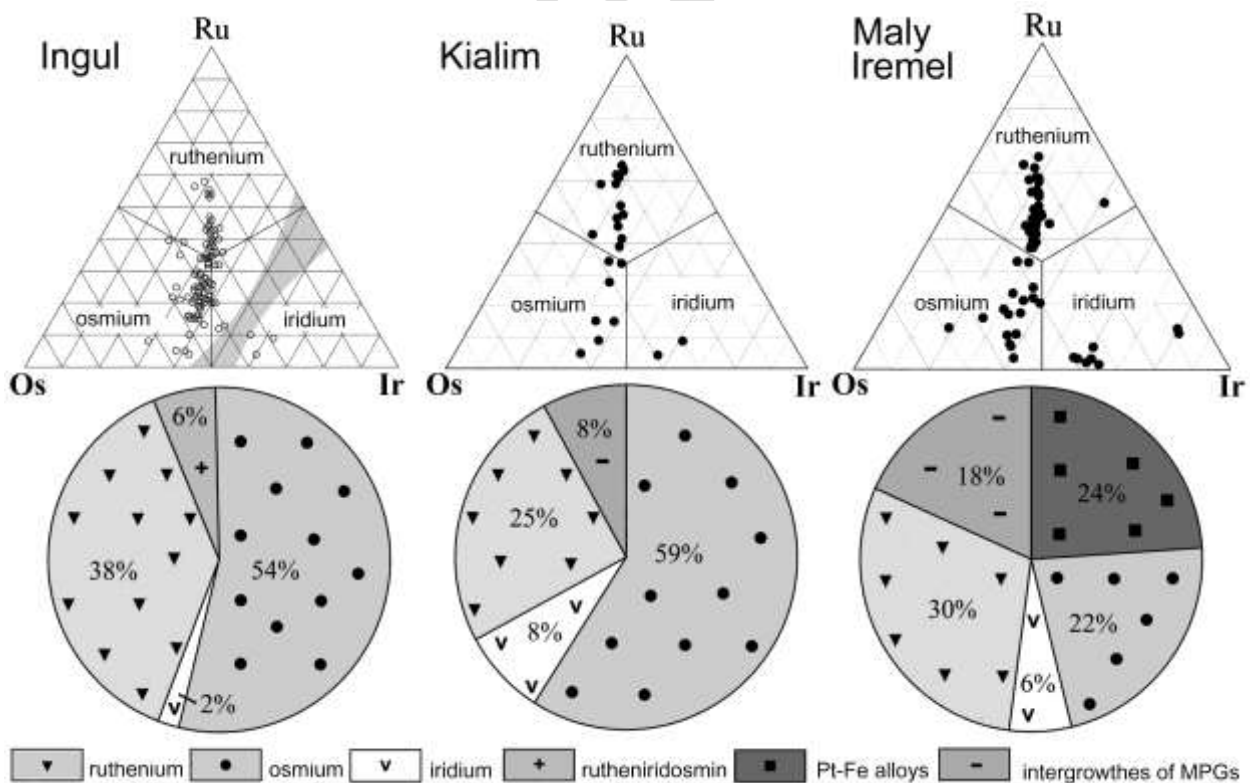 Ingul
Ru
ruthenium
osmium
iridium
Os
Ir
Kialim
Ru
ruthenium
osmium
iridium
Os
Ir
Maly
Iremel
Ru
ruthenium
osmium
iridium
Os
Ir
6%
38%
54%
2%
8%
25%
59%
8%
18%
24%
30%
22%
6%
ruthenium
osmium
iridium
rutheniridosmin
Pt-Fe alloys
intergrowthes of MPGs